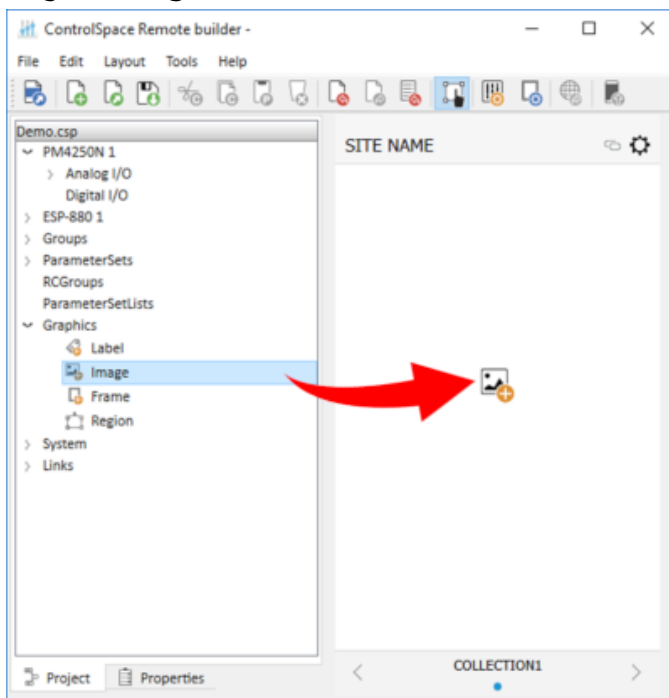 ControlSpace Remote builder -
File Edit Layout Tools Help
Demo.csp
PM4250N 1
Analog I/O
Digital I/O
ESP-880 1
Groups
ParameterSets
RCGroups
ParameterSetLists
Graphics
Label
Image
Frame
Region
System
Links
Project Properties
SITE NAME
COLLECTION1